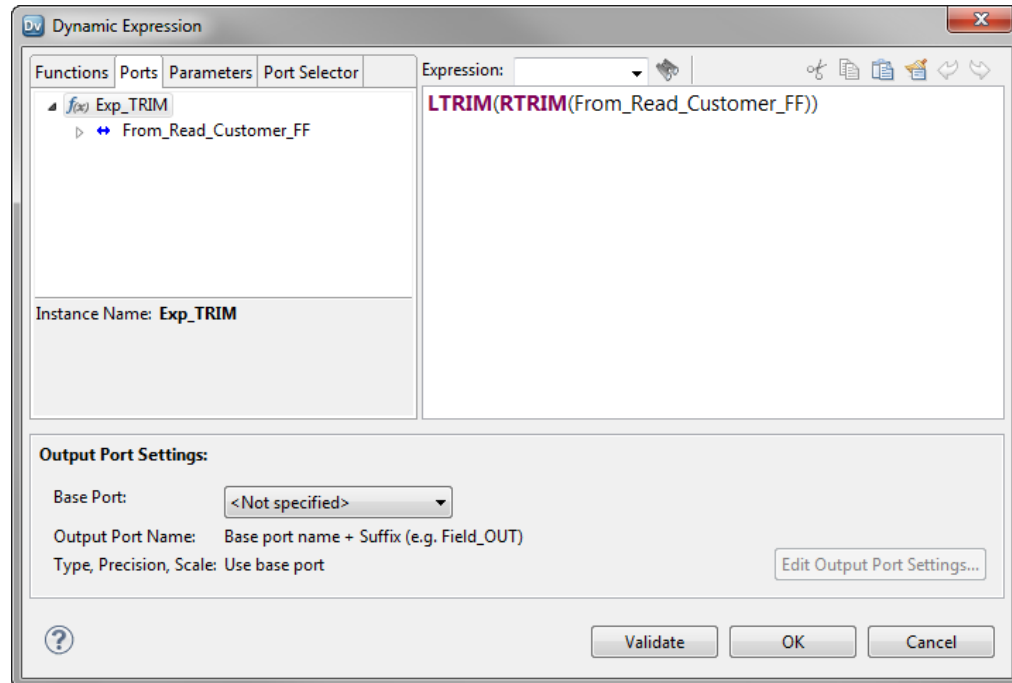 Dv Dynamic Expression
Functions Ports Parameters Port Selector
Expression:
f(x) Exp_TRIM
From_Read_Customer_FF
LTRIM(RTRIM(From_Read_Customer_FF))
Instance Name: Exp_TRIM
Output Port Settings:
Base Port: <Not specified>
Output Port Name: Base port name + Suffix (e.g. Field_OUT)
Type, Precision, Scale: Use base port
Edit Output Port Settings...
? Validate OK Cancel